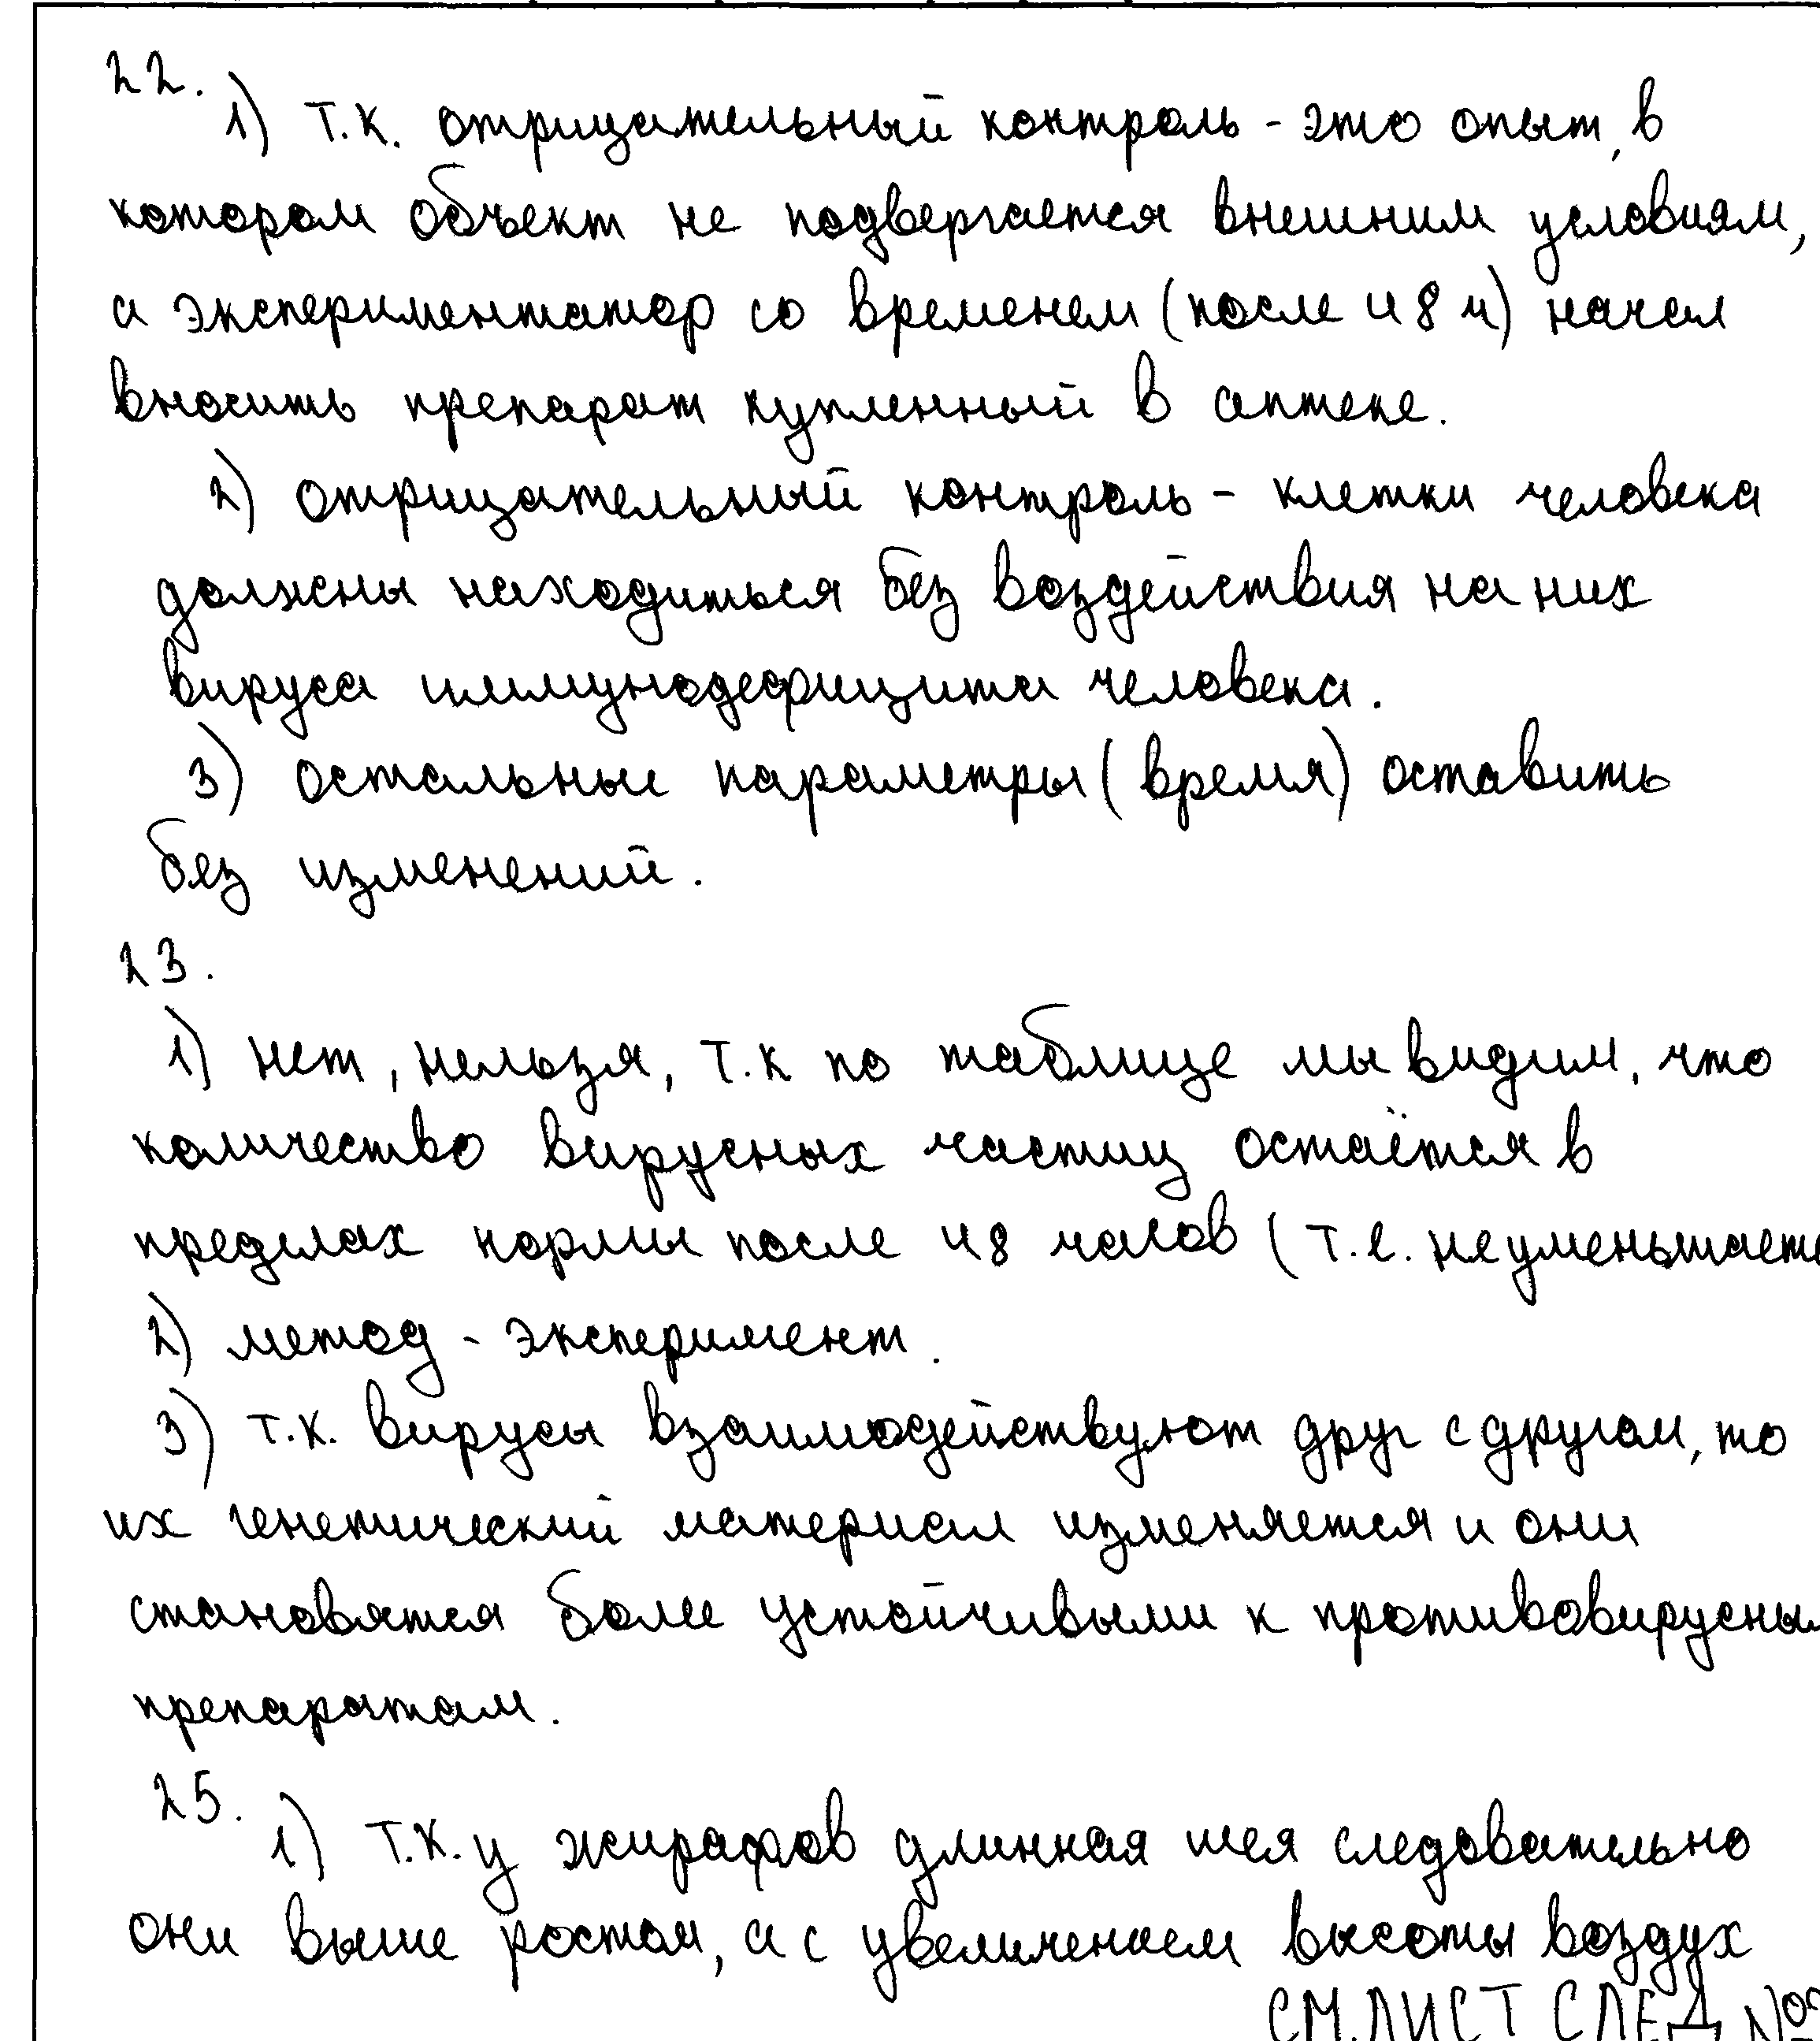 22.
1) т.к. отрицательный контроль - это опыт, в
котором объект не подвергается внешним условиям,
а экспериментатор со временем (после 48 ч) начал
вносить препарат купленный в аптеке.
2) отрицательный контроль - клетки человека
должны находиться без воздействия на них
вируса иммунодефицита человека.
3) остальные параметры (время) оставить
без изменений.
23.
1) нет, нельзя, т.к по таблице мы видим, что
количество вирусных частиц остаётся в
пределах нормы после 48 часов (т.е. не уменьшаетс
2) метод - эксперимент.
3) т.к. вирусы взаимодействуют друг с другом, то
их генетический материал изменяется и они
становятся более устойчивыми к противовирусным
препаратам.
25.
1) т.к. у жирафов длинная шея следовательно
они выше ростом, а с увеличением высоты воздух
СМ.ЛИСТ СЛЕД №